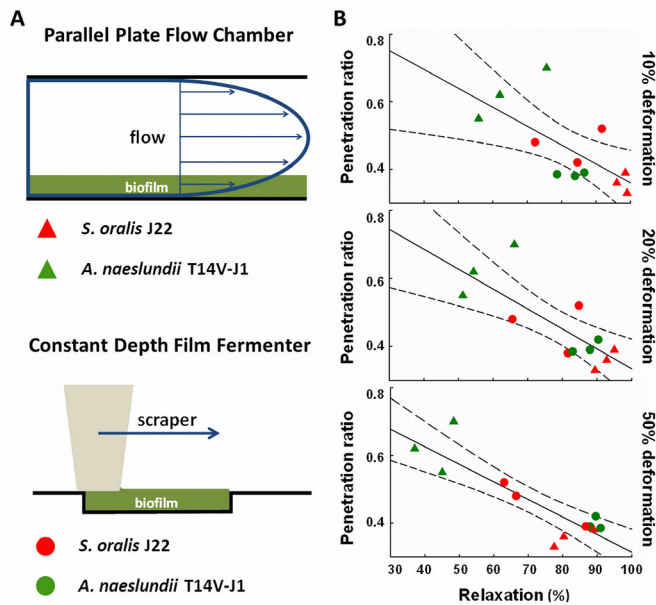 A
Parallel Plate Flow Chamber
flow
biofilm
S. oralis J22
A. naeslundii T14V-J1
Constant Depth Film Fermenter
scraper
biofilm
S. oralis J22
A. naeslundii T14V-J1
B
0.8
0.6
0.4
Penetration ratio
10% deformation
0.8
0.6
0.4
Penetration ratio
20% deformation
0.8
0.6
0.4
Penetration ratio
50% deformation
30 40 50 60 70 80 90 100
Relaxation (%)